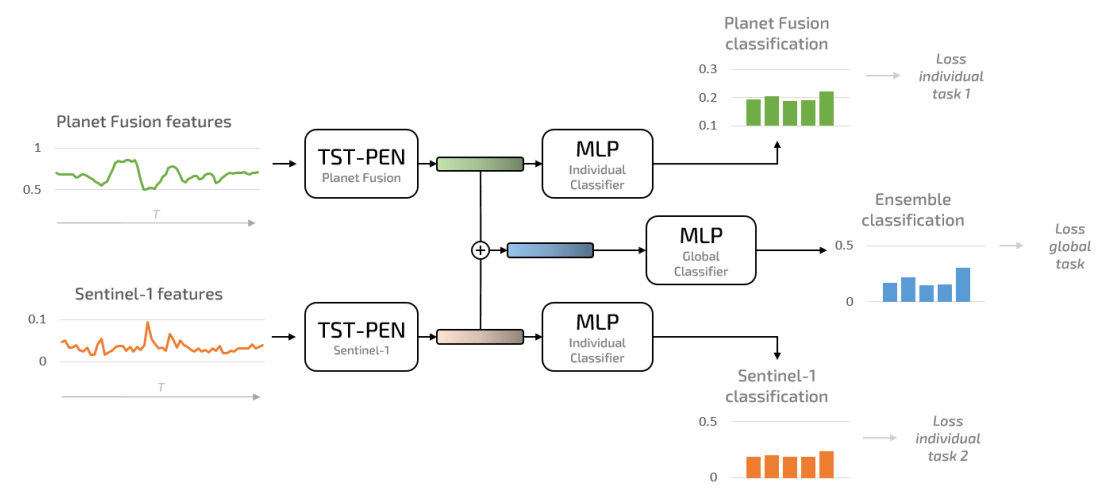 Planet Fusion
classification
0.3
0.2
0.1
Loss
individual
task 1
Planet Fusion features
1
0.5
T
TST-PEN
Planet Fusion
MLP
Individual
Classifier
Ensemble
classification
0.5
0
Loss
global
task
+
MLP
Global
Classifier
Sentinel-1 features
0.1
0
T
TST-PEN
Sentinel-1
MLP
Individual
Classifier
Sentinel-1
classification
0.5
0
Loss
individual
task 2